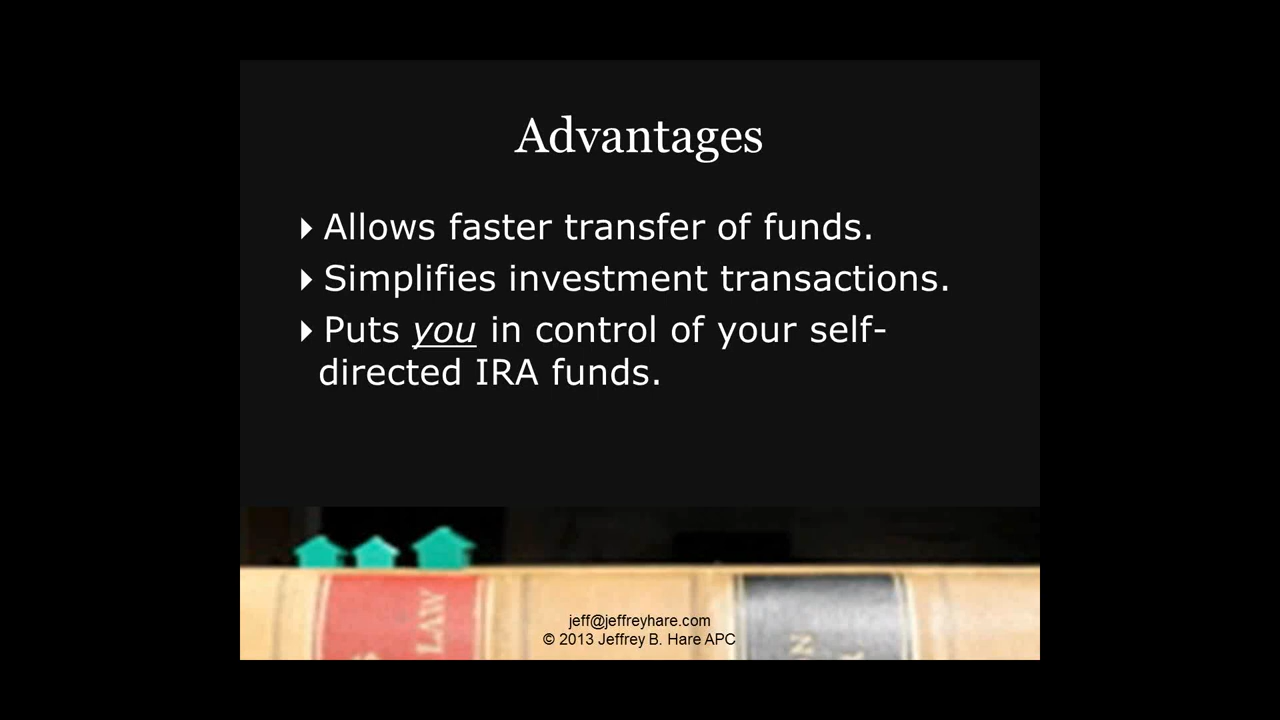 Advantages
Allows faster transfer of funds.
Simplifies investment transactions.
Puts you in control of your self-
directed IRA funds.
LAW
jeff@jeffreyhare.com
© 2013 Jeffrey B. Hare APC